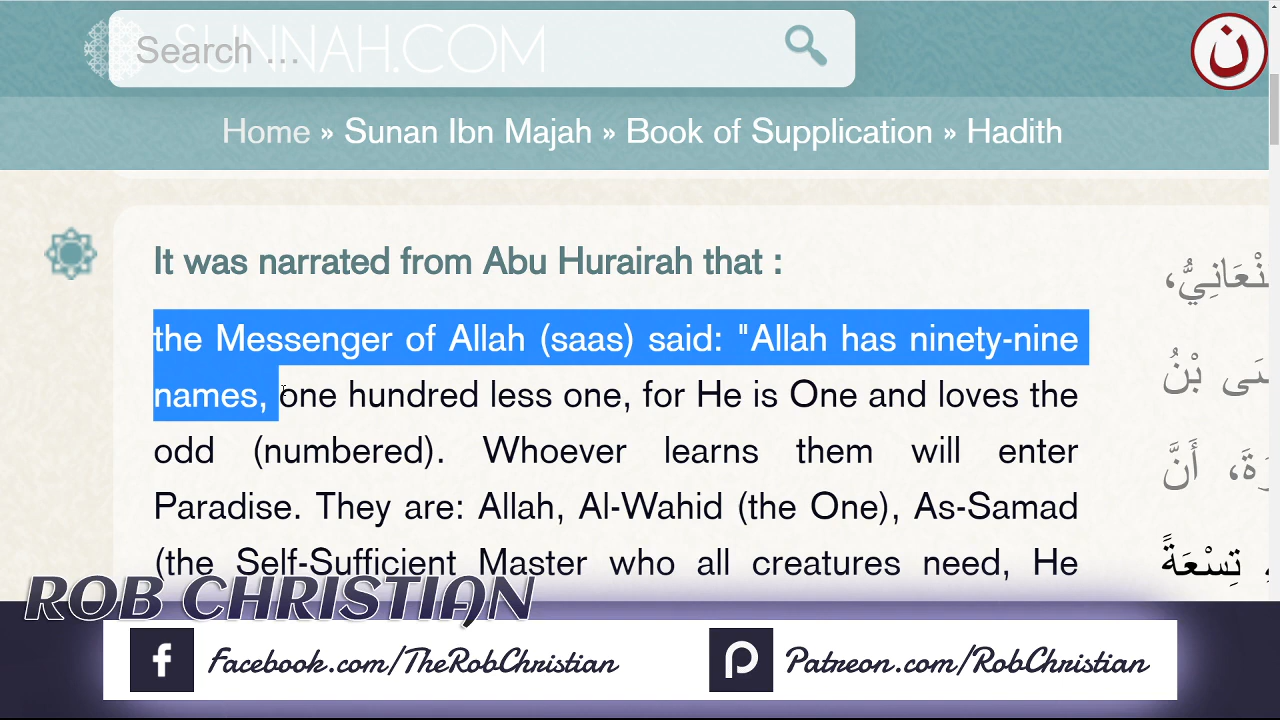 SUNNAH.COM
Search ...
ن
Home » Sunan Ibn Majah » Book of Supplication » Hadith
It was narrated from Abu Hurairah that :
the Messenger of Allah (saas) said: "Allah has ninety-nine
names, one hundred less one, for He is One and loves the
odd (numbered). Whoever learns them will enter
Paradise. They are: Allah, Al-Wahid (the One), As-Samad
(the Self-Sufficient Master who all creatures need, He
بْنُ
أَنَّ
تِسْعَةً
ROB CHRISTIAN
Facebook.com/TheRobChristian
Patreon.com/RobChristian